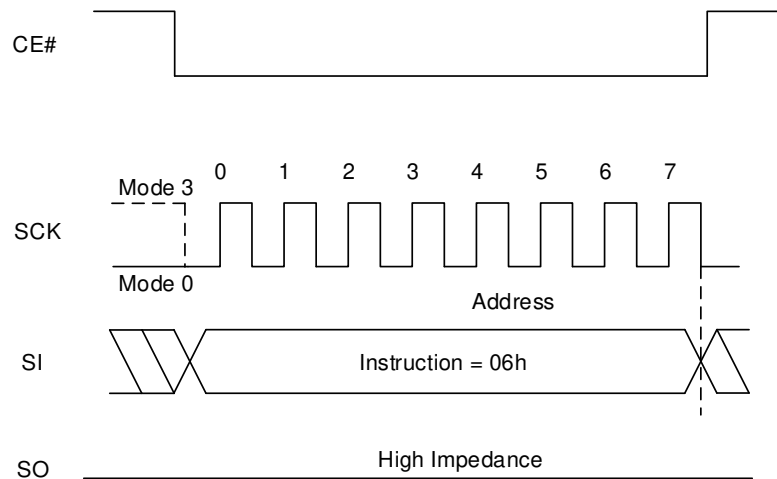 CE#
0 1 2 3 4 5 6 7
Mode 3
SCK
Mode 0
Address
SI
Instruction = 06h
High Impedance
SO